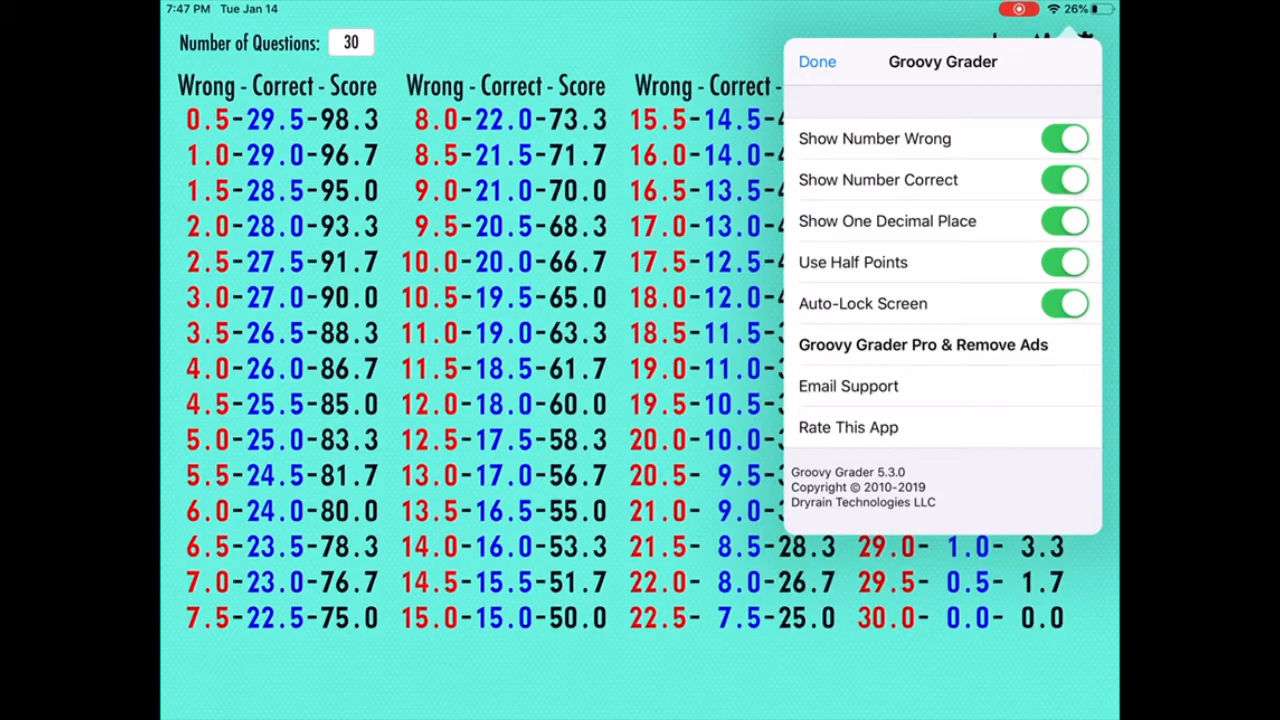 7:47 PM Tue Jan 14
26%
Number of Questions: 30
Wrong - Correct - Score Wrong - Correct - Score Wrong - Correct -
0.5-29.5-98.3 8.0-22.0-73.3 15.5-14.5-
1.0-29.0-96.7 8.5-21.5-71.7 16.0-14.0-
1.5-28.5-95.0 9.0-21.0-70.0 16.5-13.5-
2.0-28.0-93.3 9.5-20.5-68.3 17.0-13.0-
2.5-27.5-91.7 10.0-20.0-66.7 17.5-12.5-
3.0-27.0-90.0 10.5-19.5-65.0 18.0-12.0-
3.5-26.5-88.3 11.0-19.0-63.3 18.5-11.5-
4.0-26.0-86.7 11.5-18.5-61.7 19.0-11.0-
4.5-25.5-85.0 12.0-18.0-60.0 19.5-10.5-
5.0-25.0-83.3 12.5-17.5-58.3 20.0-10.0-
5.5-24.5-81.7 13.0-17.0-56.7 20.5- 9.5-
6.0-24.0-80.0 13.5-16.5-55.0 21.0- 9.0-
6.5-23.5-78.3 14.0-16.0-53.3 21.5- 8.5-28.3 29.0- 1.0- 3.3
7.0-23.0-76.7 14.5-15.5-51.7 22.0- 8.0-26.7 29.5- 0.5- 1.7
7.5-22.5-75.0 15.0-15.0-50.0 22.5- 7.5-25.0 30.0- 0.0- 0.0
Done Groovy Grader
Show Number Wrong
Show Number Correct
Show One Decimal Place
Use Half Points
Auto-Lock Screen
Groovy Grader Pro & Remove Ads
Email Support
Rate This App
Groovy Grader 5.3.0
Copyright © 2010-2019
Dryrain Technologies LLC